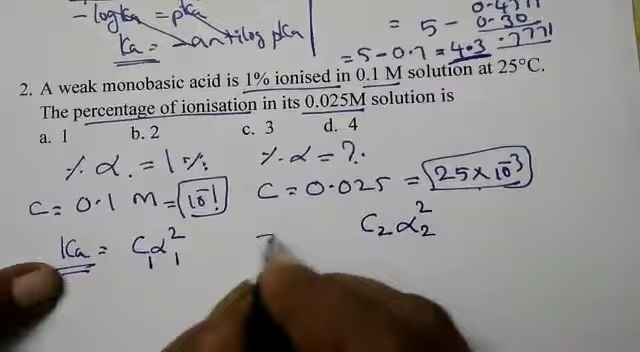 -logKa = pKa
Ka = -antilog pKa
= 5 - 0.30
= 5 - 0.7 = 4.3
.7771
2. A weak monobasic acid is 1% ionised in 0.1 M solution at 25°C.
The percentage of ionisation in its 0.025M solution is
a. 1 b. 2 c. 3 d. 4
% α = 1 % % α = ?
C = 0.1 M = 10⁻¹ C = 0.025 = 25 × 10⁻³
Ka = C₁α₁² C₂α₂²